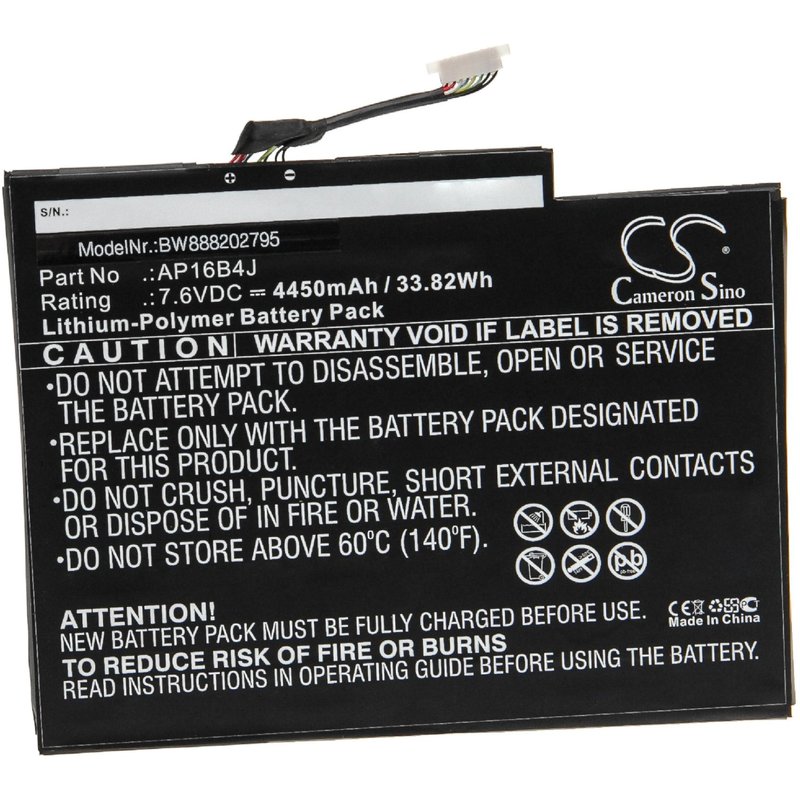 S/N.:
ModelNr.:BW888202795
Part No :AP16B4J
Rating :7.6VDC ⎓ 4450mAh / 33.82Wh
Lithium-Polymer Battery Pack
CS
Cameron Sino
WARRANTY VOID IF LABEL IS REMOVED
CAUTION:
•DO NOT ATTEMPT TO DISASSEMBLE, OPEN OR SERVICE
THE BATTERY PACK.
•REPLACE ONLY WITH THE BATTERY PACK DESIGNATED
FOR THIS PRODUCT.
•DO NOT CRUSH, PUNCTURE, SHORT EXTERNAL CONTACTS
OR DISPOSE OF IN FIRE OR WATER.
•DO NOT STORE ABOVE 60ºC (140ºF).
ATTENTION!
NEW BATTERY PACK MUST BE FULLY CHARGED BEFORE USE.
TO REDUCE RISK OF FIRE OR BURNS
READ INSTRUCTIONS IN OPERATING GUIDE BEFORE USING THE BATTERY.
CE
Made In China